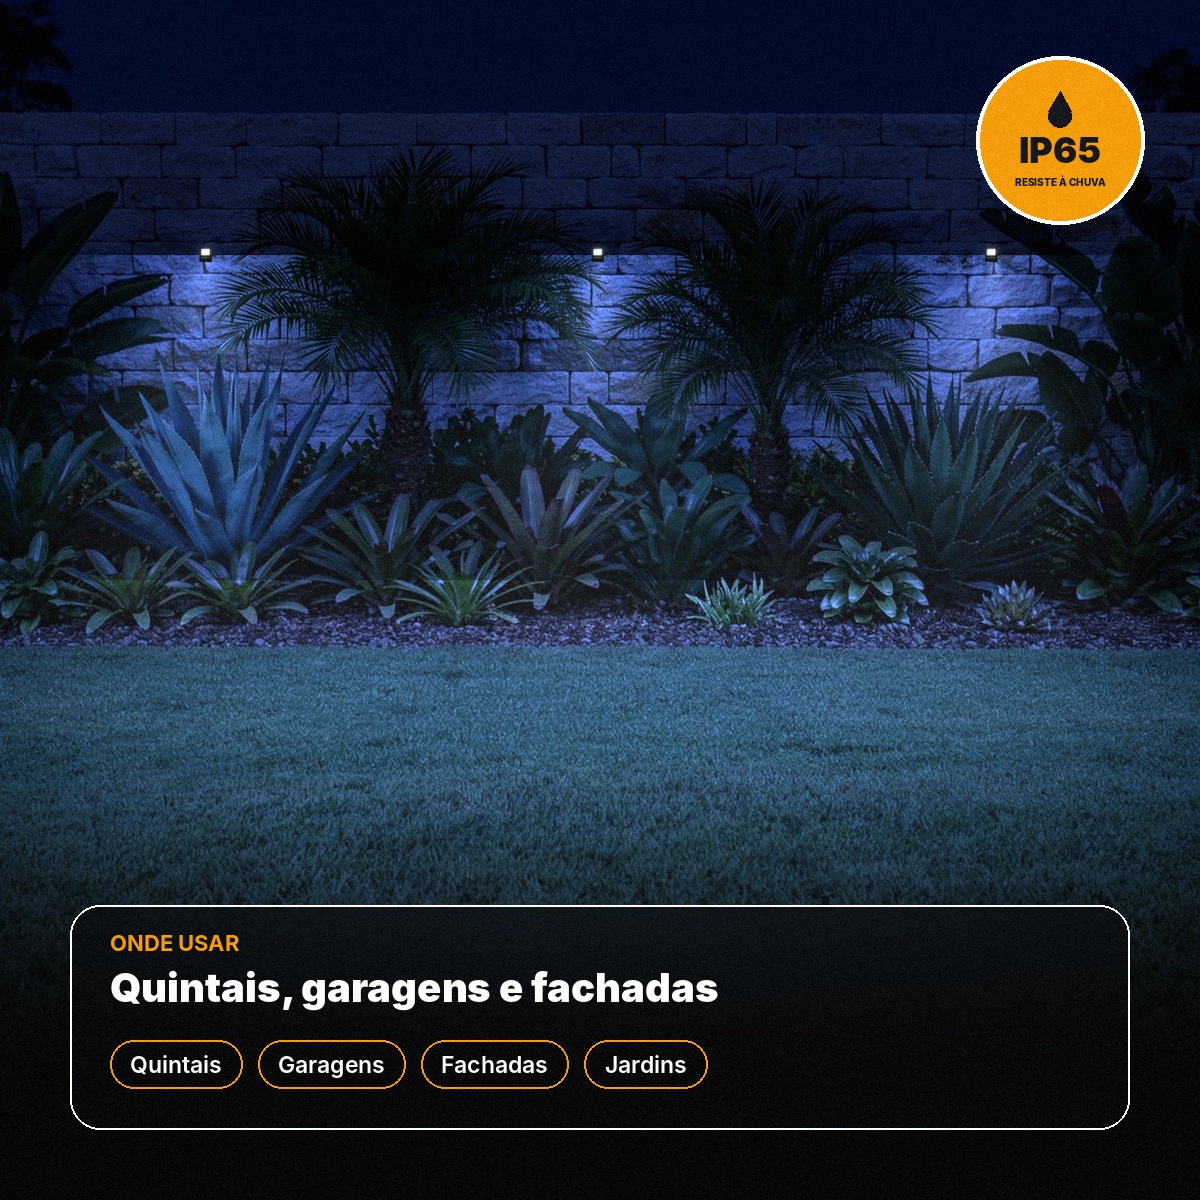 IP65
RESISTE À CHUVA
ONDE USAR
Quintais, garagens e fachadas
Quintais
Garagens
Fachadas
Jardins